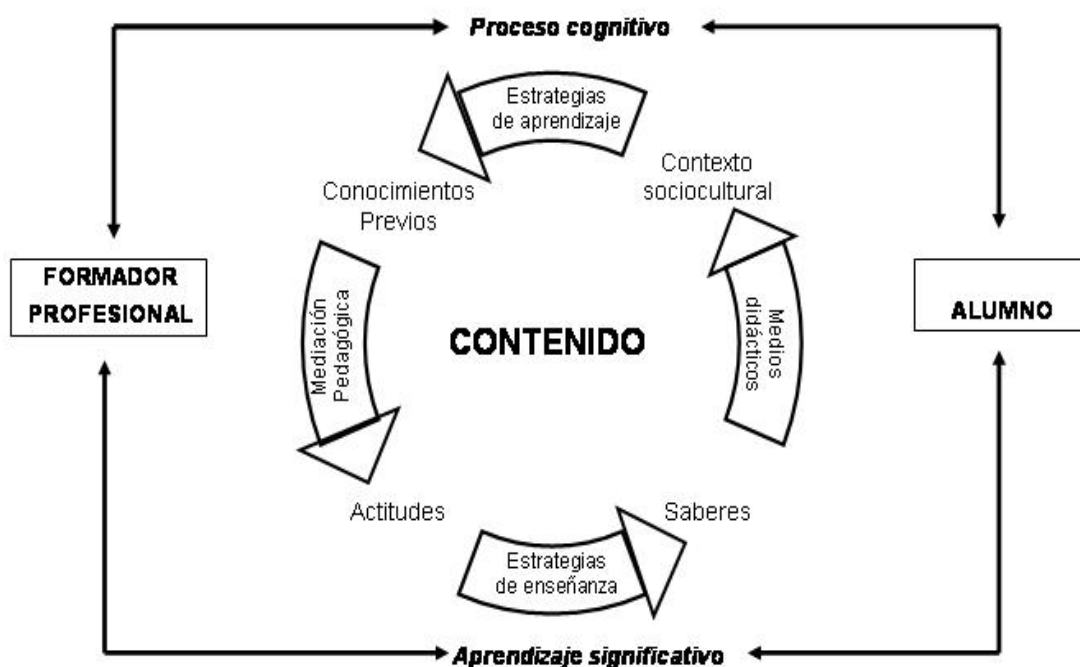 Proceso cognitivo
Estrategias
de aprendizaje
Contexto
sociocultural
Conocimientos
Previos
FORMADOR
PROFESIONAL
Mediación
Pedagógica
CONTENIDO
Medios
didácticos
ALUMNO
Actitudes
Saberes
Estrategias
de enseñanza
Aprendizaje significativo